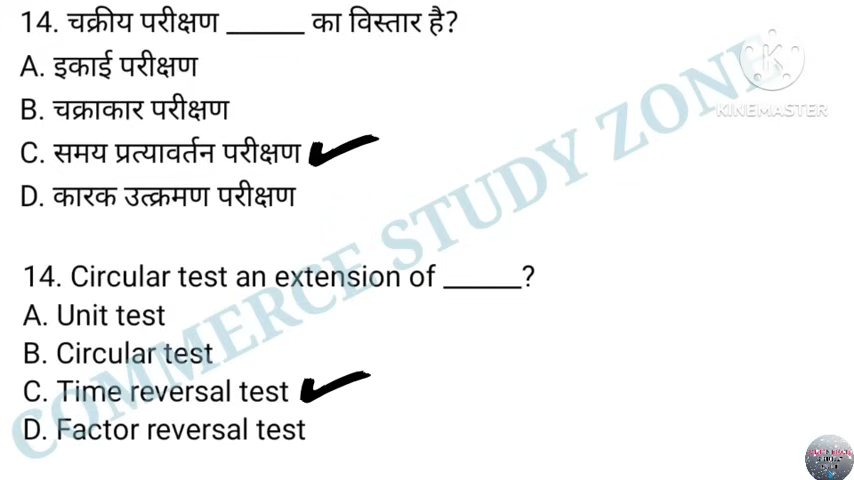 14. चक्रीय परीक्षण ______ का विस्तार है?
A. इकाई परीक्षण
B. चक्राकार परीक्षण
C. समय प्रत्यावर्तन परीक्षण
D. कारक उत्क्रमण परीक्षण
14. Circular test an extension of ______?
A. Unit test
B. Circular test
C. Time reversal test
D. Factor reversal test
COMMERCE STUDY ZONE
K
KINEMASTER